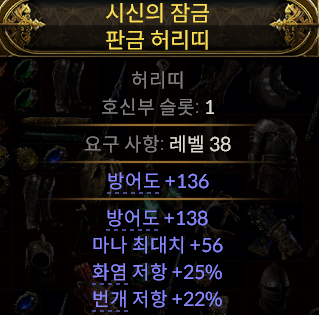 시신의 잠금
판금 허리띠
허리띠
호신부 슬롯: 1
요구 사항: 레벨 38
방어도 +136
방어도 +138
마나 최대치 +56
화염 저항 +25%
번개 저항 +22%